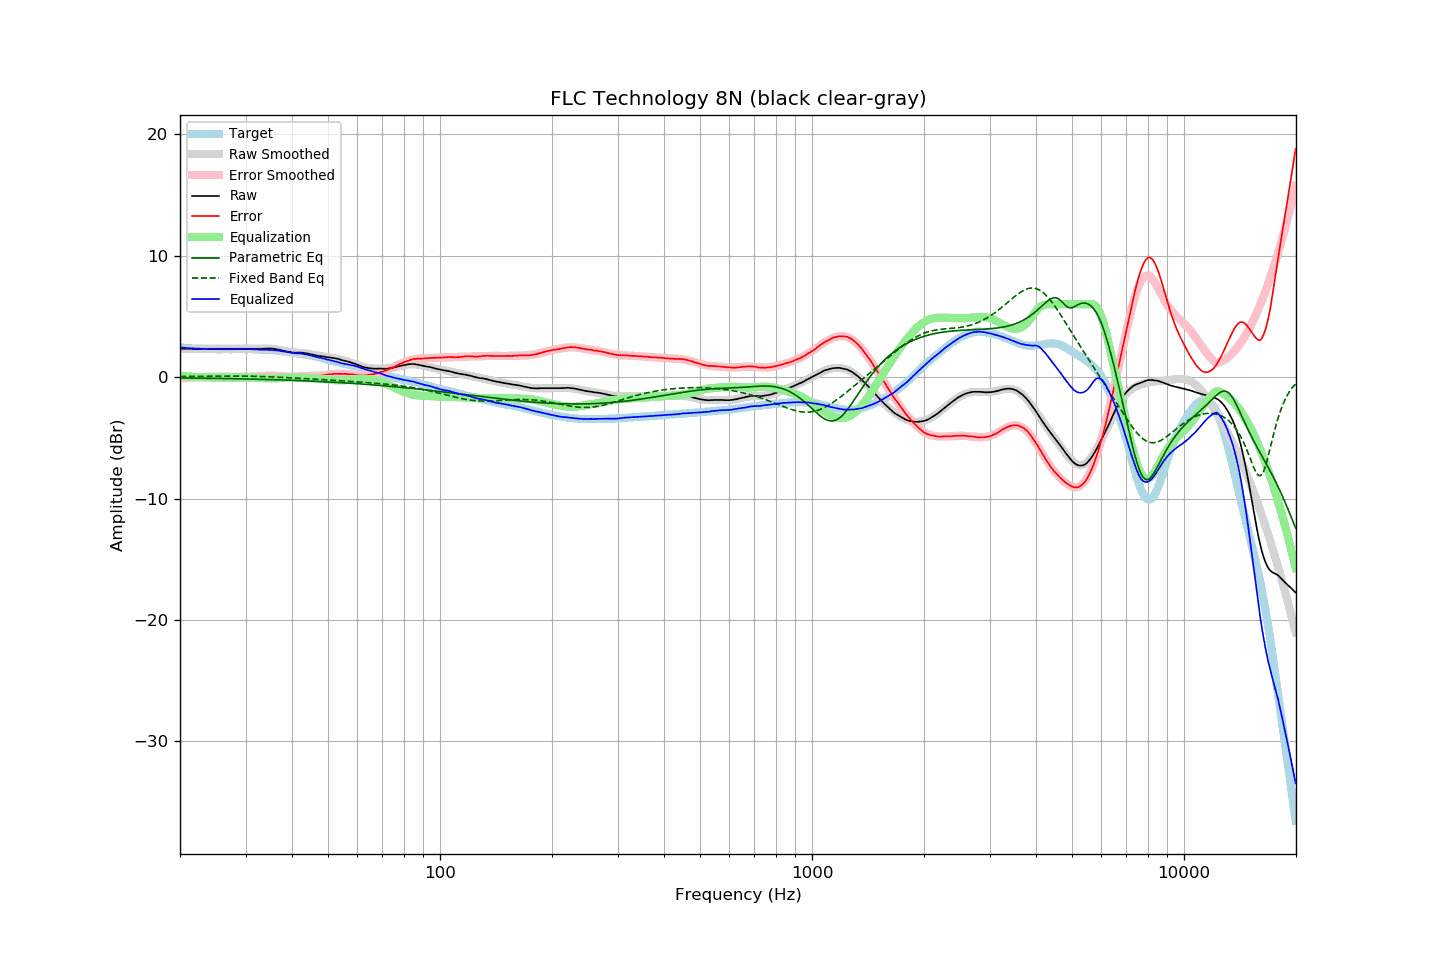 FLC Technology 8N (black clear-gray)
20
10
0
−10
−20
−30
Amplitude (dBr)
Target
Raw Smoothed
Error Smoothed
Raw
Error
Equalization
Parametric Eq
Fixed Band Eq
Equalized
100
1000
10000
Frequency (Hz)